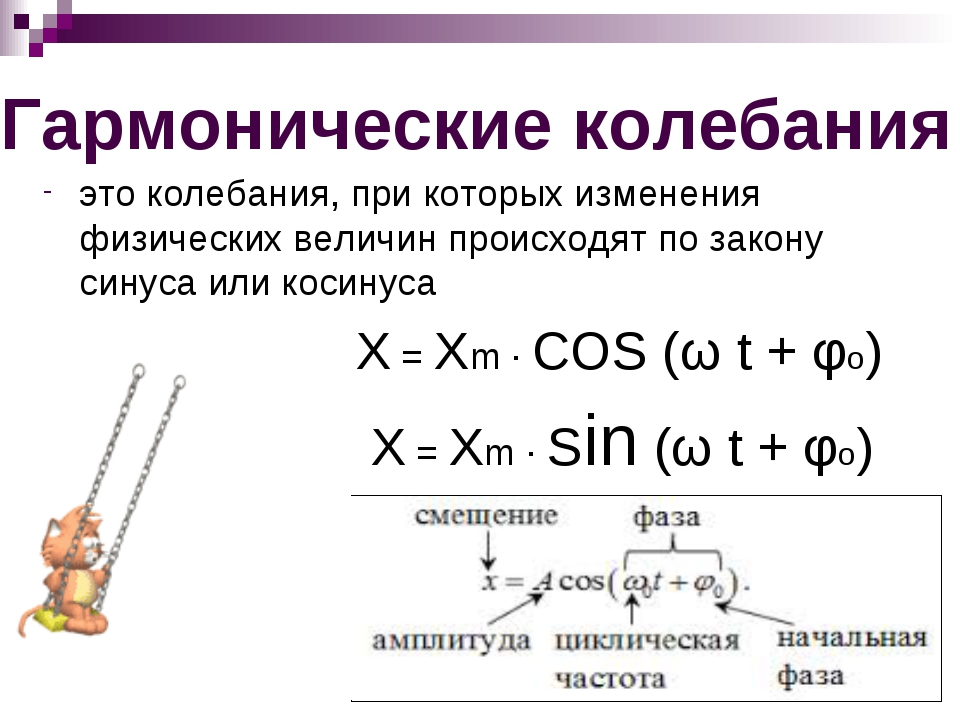 Гармонические колебания
- это колебания, при которых изменения
физических величин происходят по закону
синуса или косинуса
X = Xm · COS (ω t + φo)
X = Xm · Sin (ω t + φo)
смещение фаза
x = A cos(ω₀t + φ₀).
амплитуда циклическая начальная
частота фаза